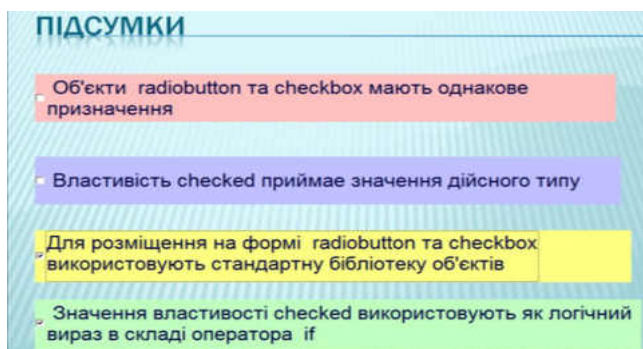 ПІДСУМКИ
Об'єкти radiobutton та checkbox мають однакове
призначення
Властивість checked приймає значення дійсного типу
Для розміщення на формі radiobutton та checkbox
використовують стандартну бібліотеку об'єктів
Значення властивості checked використовують як логічний
вираз в складі оператора if